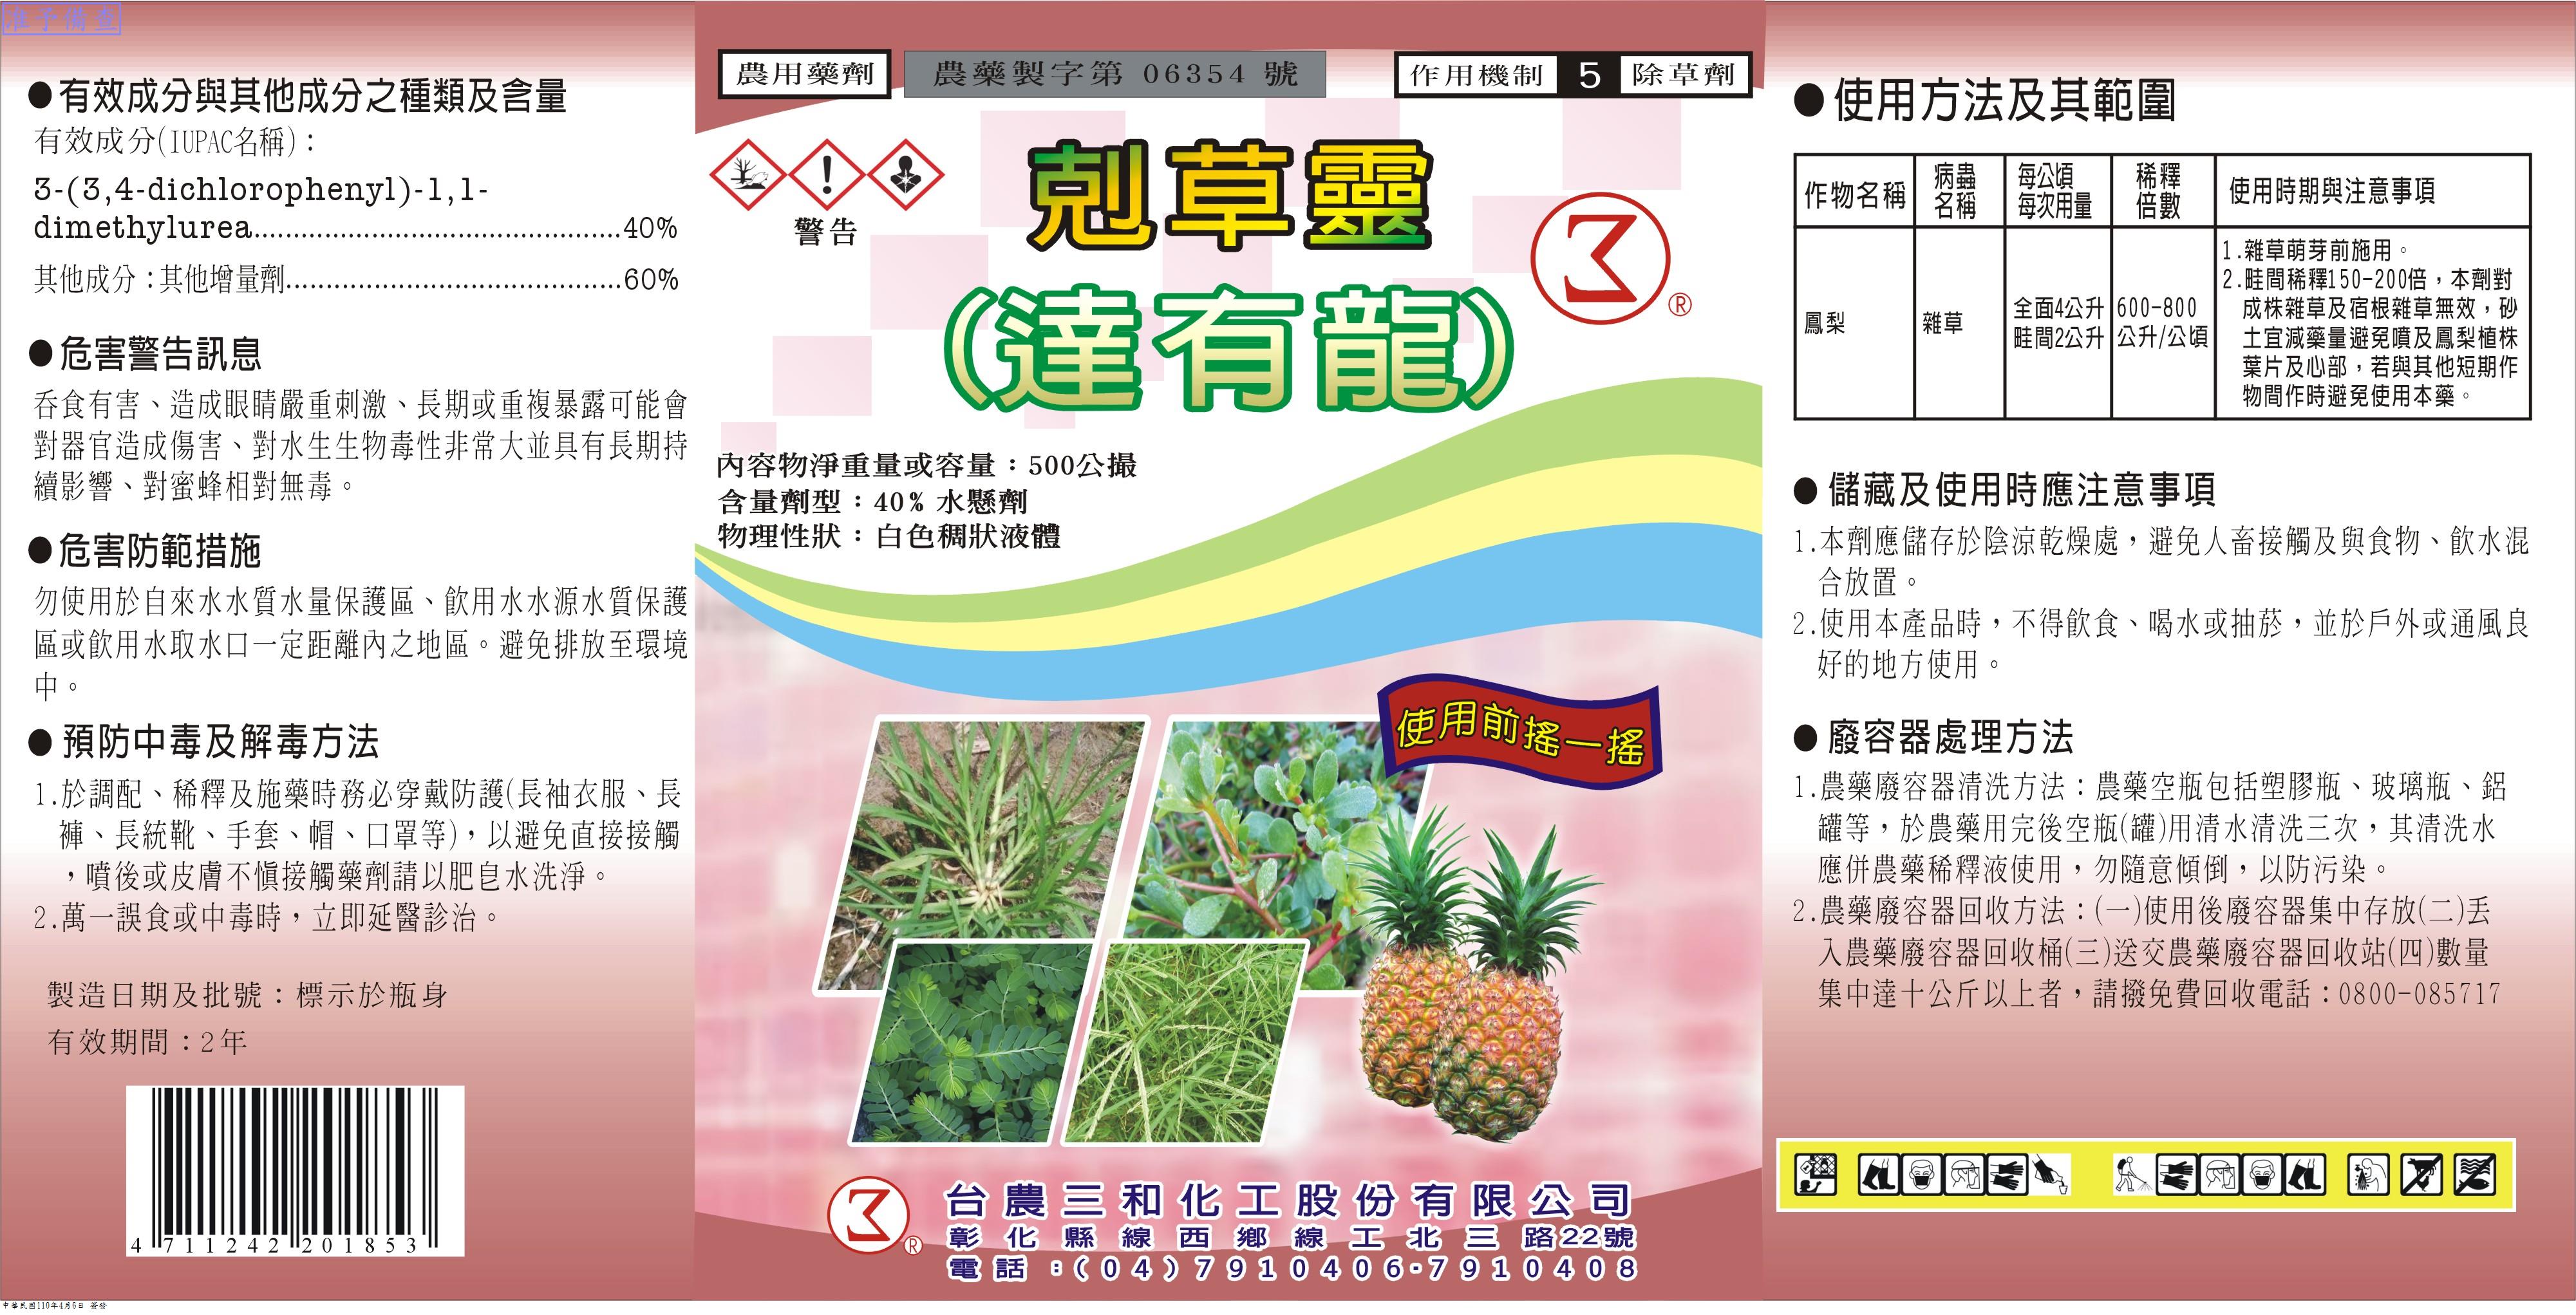 准予備查
●有效成分與其他成分之種類及含量
有效成分(IUPAC名稱)：
3-(3,4-dichlorophenyl)-1,1-
dimethylurea..............................................40%
其他成分：其他增量劑..........................................60%
●危害警告訊息
吞食有害、造成眼睛嚴重刺激、長期或重複暴露可能會
對器官造成傷害、對水生生物毒性非常大並具有長期持
續影響、對蜜蜂相對無毒。
●危害防範措施
勿使用於自來水水質水量保護區、飲用水水源水質保護
區或飲用水取水口一定距離內之地區。避免排放至環境
中。
●預防中毒及解毒方法
1.於調配、稀釋及施藥時務必穿戴防護(長袖衣服、長
褲、長統靴、手套、帽、口罩等)，以避免直接接觸
，噴後或皮膚不慎接觸藥劑請以肥皂水洗淨。
2.萬一誤食或中毒時，立即延醫診治。
製造日期及批號：標示於瓶身
有效期間：2年
4 711242 201853
中華民國110年4月6日 簽發
農用藥劑
農藥製字第 06354 號
作用機制 5 除草劑
警告
剋草靈
(達有龍)
®
內容物淨重量或容量：500公撮
含量劑型：40% 水懸劑
物理性狀：白色稠狀液體
使用前搖一搖
®
台農三和化工股份有限公司
彰化縣線西鄉線工北三路22號
電話：(04)7910406·7910408
●使用方法及其範圍
作物名稱 病蟲名稱 每公頃每次用量 稀釋倍數 使用時期與注意事項
鳳梨 雜草 全面4公升 畦間2公升 600-800公升/公頃
1.雜草萌芽前施用。
2.畦間稀釋150-200倍，本劑對
成株雜草及宿根雜草無效，砂
土宜減藥量避免噴及鳳梨植株
葉片及心部，若與其他短期作
物間作時避免使用本藥。
●儲藏及使用時應注意事項
1.本劑應儲存於陰涼乾燥處，避免人畜接觸及與食物、飲水混
合放置。
2.使用本產品時，不得飲食、喝水或抽菸，並於戶外或通風良
好的地方使用。
●廢容器處理方法
1.農藥廢容器清洗方法：農藥空瓶包括塑膠瓶、玻璃瓶、鋁
罐等，於農藥用完後空瓶(罐)用清水清洗三次，其清洗水
應併農藥稀釋液使用，勿隨意傾倒，以防污染。
2.農藥廢容器回收方法：(一)使用後廢容器集中存放(二)丟
入農藥廢容器回收桶(三)送交農藥廢容器回收站(四)數量
集中達十公斤以上者，請撥免費回收電話：0800-085717